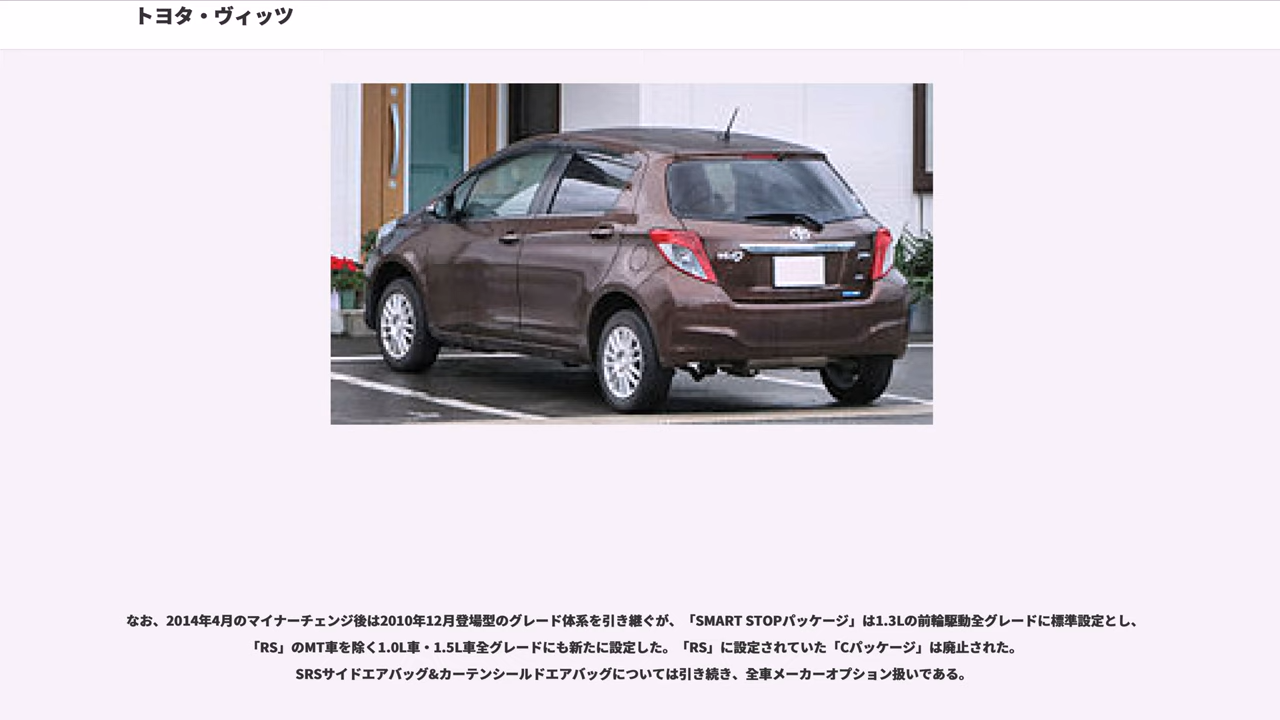 トヨタ・ヴィッツ
なお、2014年4月のマイナーチェンジ後は2010年12月登場型のグレード体系を引き継ぐが、「SMART STOPパッケージ」は1.3Lの前輪駆動全グレードに標準設定とし、
「RS」のMT車を除く1.0L車・1.5L車全グレードにも新たに設定した。「RS」に設定されていた「Cパッケージ」は廃止された。
SRSサイドエアバッグ&カーテンシールドエアバッグについては引き続き、全車メーカーオプション扱いである。